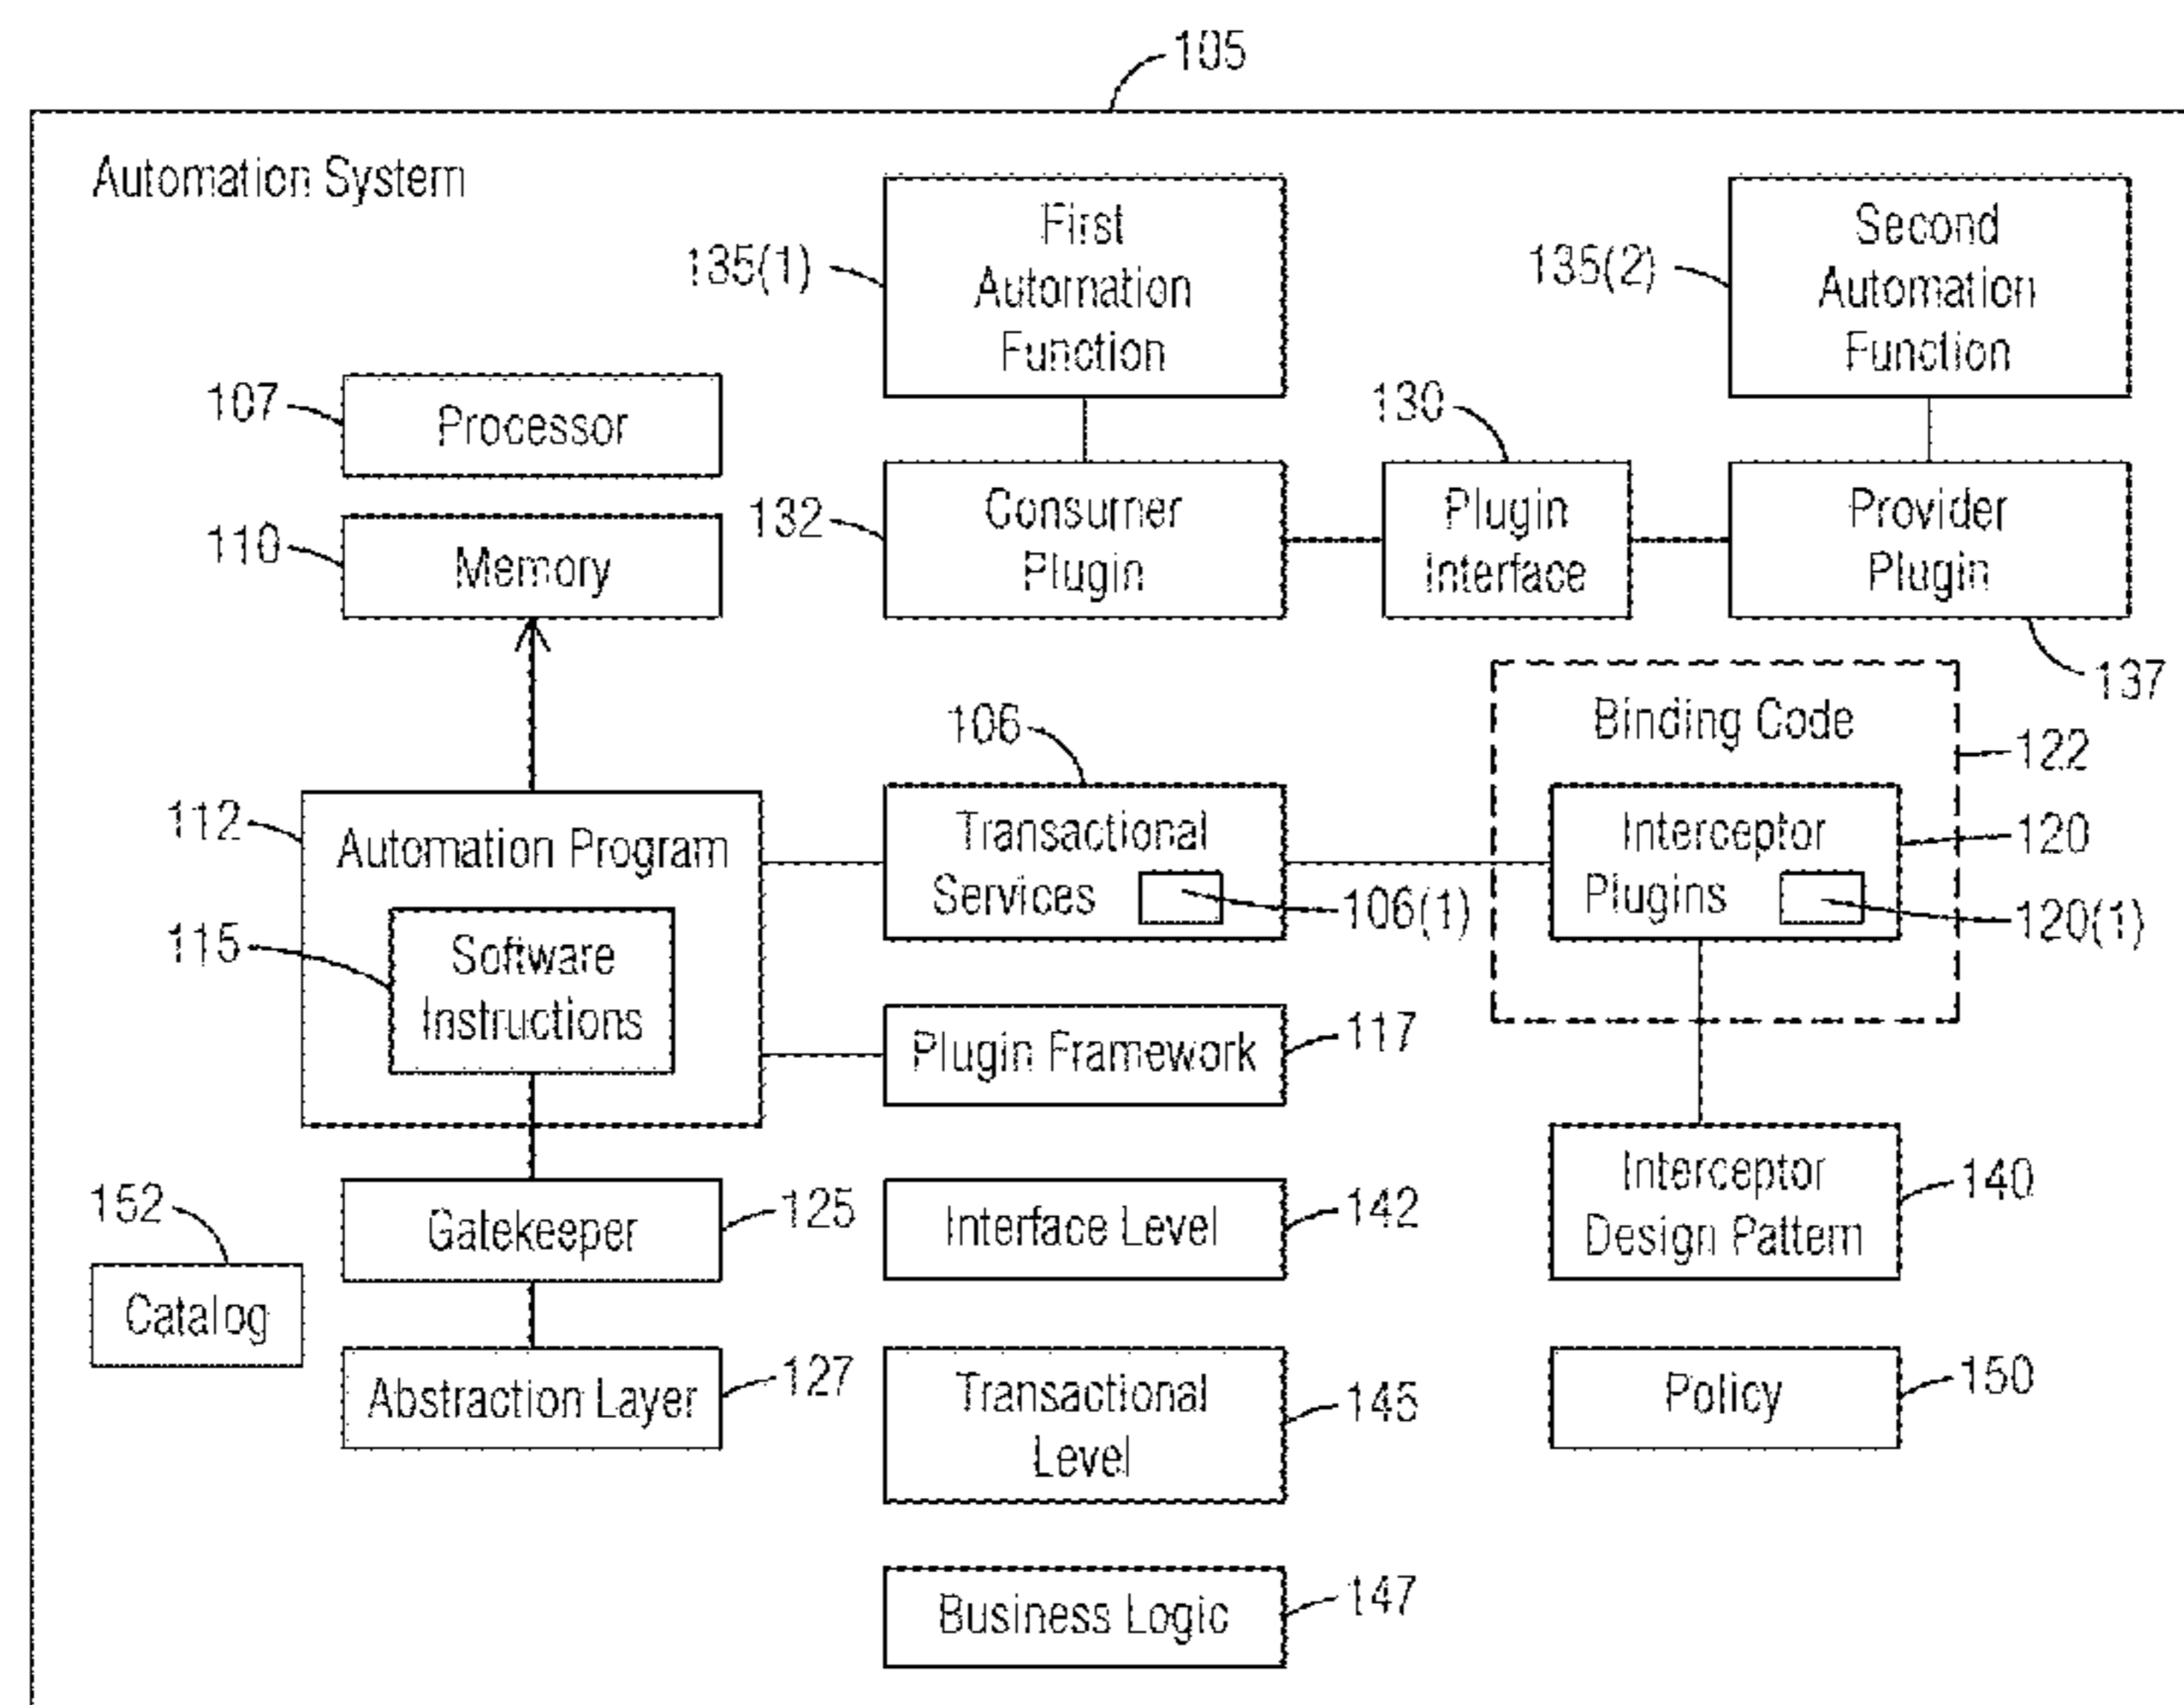 105
Automation System
First
Automation
Function
135(1)
Second
Automation
Function
135(2)
107
Processor
130
110
Memory
132
Consumer
Plugin
Plugin
Interface
Provider
Plugin
137
106
Binding Code
122
112
Automation Program
Transactional
Services
106(1)
Interceptor
Plugins
120
120(1)
115
Software
Instructions
Plugin Framework
117
152
Gatekeeper
125
Interface Level
142
Interceptor
Design Pattern
140
Catalog
Abstraction Layer
127
Transactional
Level
145
Policy
150
Business Logic
147